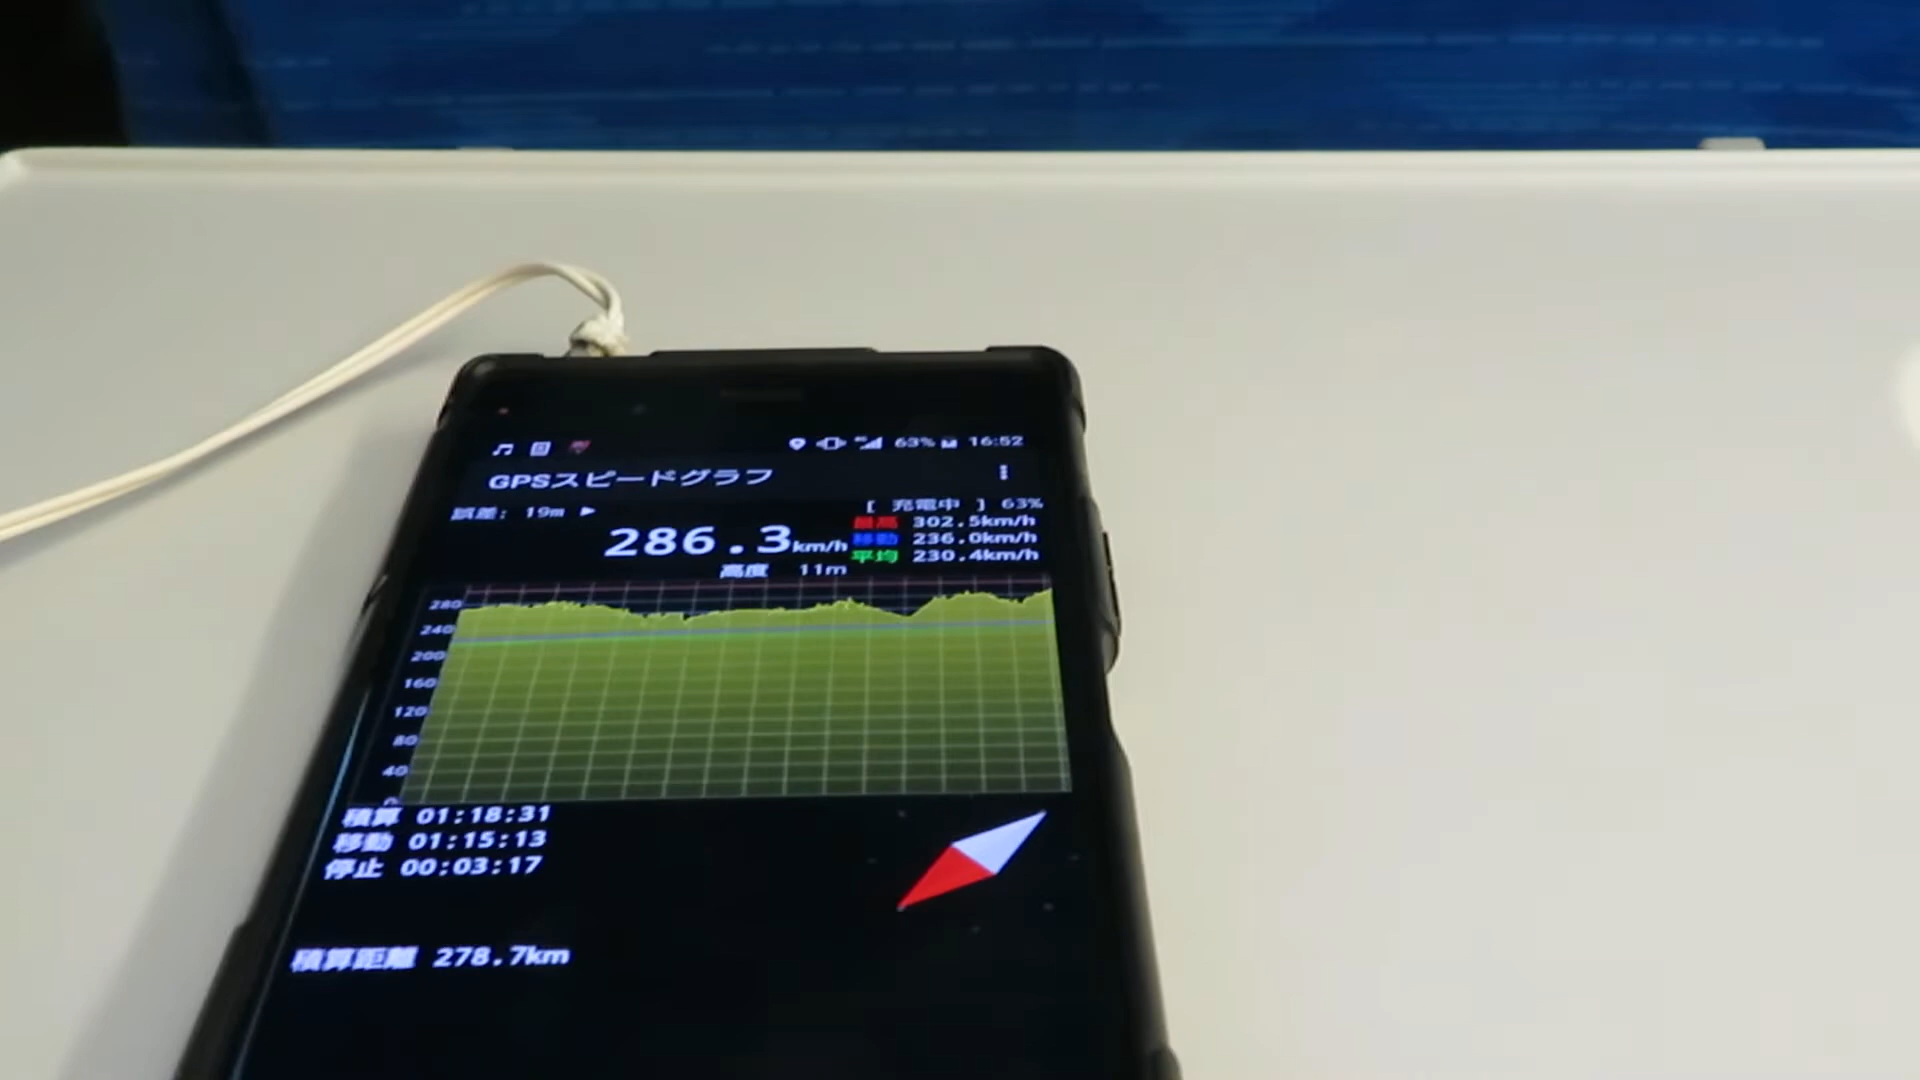 63% 16:52
GPSスピードグラフ
[ 充電中 ] 63%
誤差: 19m
286.3km/h
最高 302.5km/h
移動 236.0km/h
平均 230.4km/h
高度 11m
280
240
200
160
120
80
40
0
積算 01:18:31
移動 01:15:13
停止 00:03:17
積算距離 278.7km